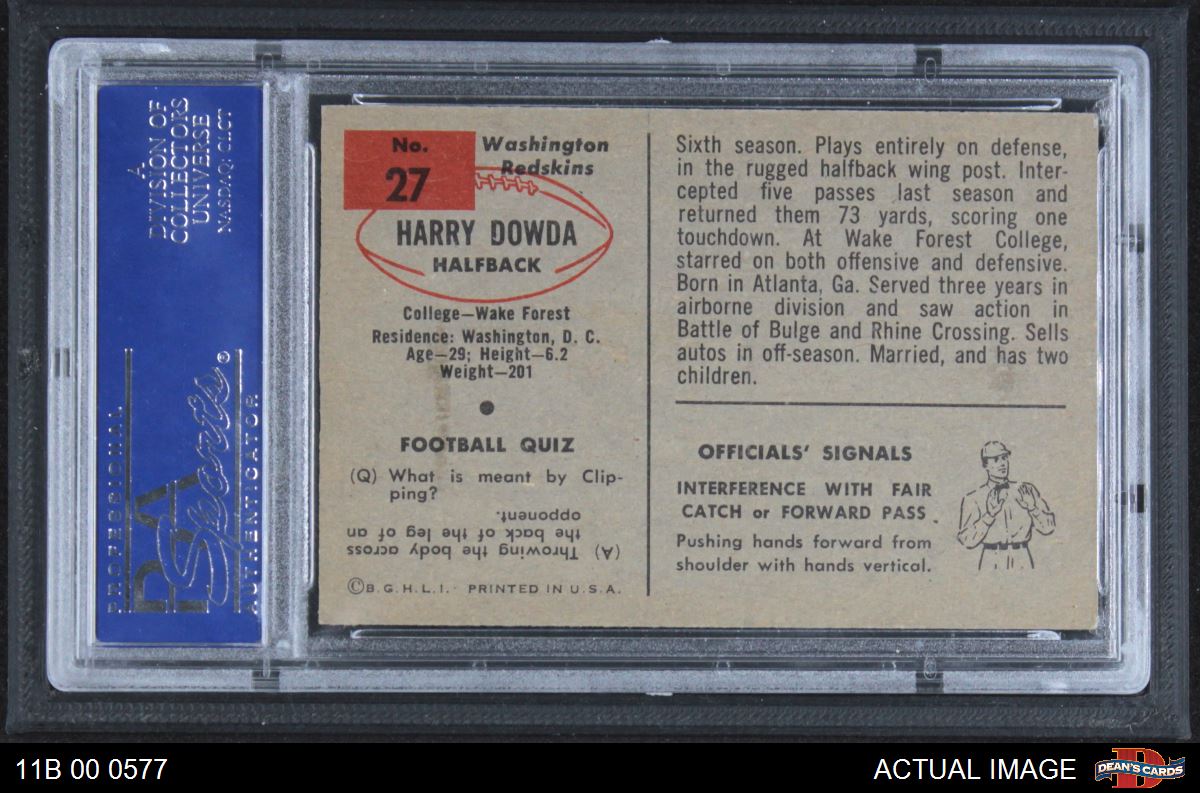 A
DIVISION OF
COLLECTORS
UNIVERSE
NASDAQ: CLCT
PROFESSIONAL
PSA
Sports®
AUTHENTICATOR
No.
27
Washington
Redskins
HARRY DOWDA
HALFBACK
College—Wake Forest
Residence: Washington, D. C.
Age—29; Height—6.2
Weight—201
FOOTBALL QUIZ
(Q) What is meant by Clip-
ping?
(A) Throwing the body across
the back of the leg of an
opponent.
©B.G.H.L.I. PRINTED IN U.S.A.
Sixth season. Plays entirely on defense,
in the rugged halfback wing post. Inter-
cepted five passes last season and
returned them 73 yards, scoring one
touchdown. At Wake Forest College,
starred on both offensive and defensive.
Born in Atlanta, Ga. Served three years in
airborne division and saw action in
Battle of Bulge and Rhine Crossing. Sells
autos in off-season. Married, and has two
children.
OFFICIALS' SIGNALS
INTERFERENCE WITH FAIR
CATCH or FORWARD PASS.
Pushing hands forward from
shoulder with hands vertical.
11B 00 0577
ACTUAL IMAGE
DEAN'S CARDS